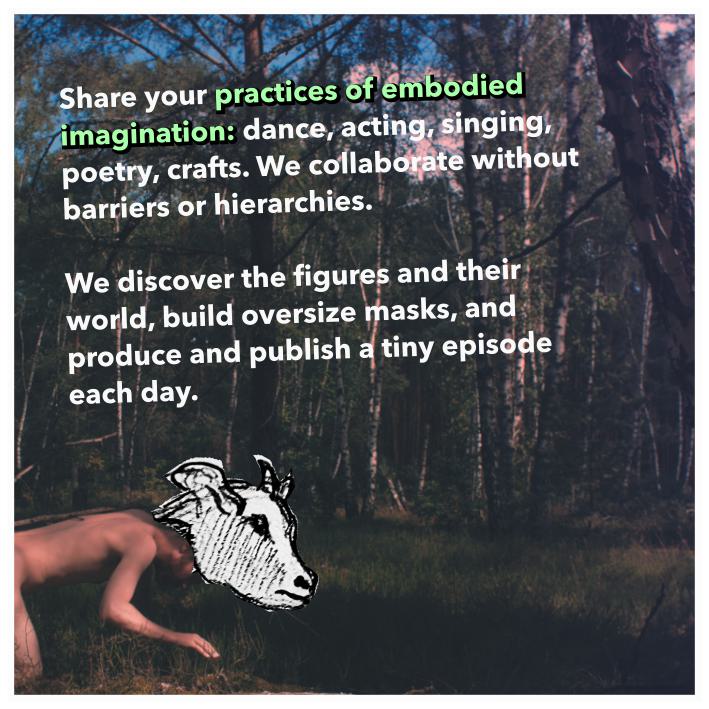 Share your practices of embodied
imagination: dance, acting, singing,
poetry, crafts. We collaborate without
barriers or hierarchies.
We discover the figures and their
world, build oversize masks, and
produce and publish a tiny episode
each day.